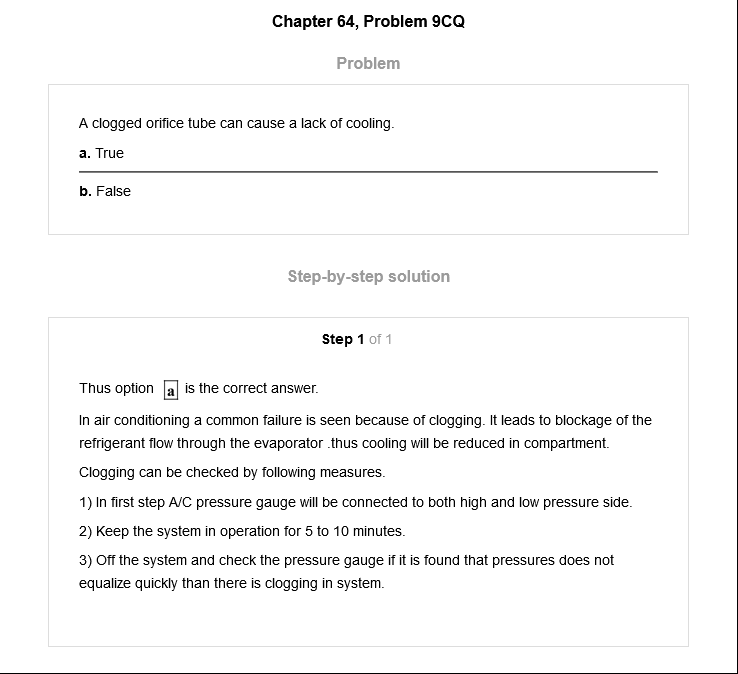 Chapter 64, Problem 9CQ
Problem
A clogged orifice tube can cause a lack of cooling.
a. True
b. False
Step-by-step solution
Step 1 of 1
Thus option a is the correct answer.
In air conditioning a common failure is seen because of clogging. It leads to blockage of the
refrigerant flow through the evaporator .thus cooling will be reduced in compartment.
Clogging can be checked by following measures.
1) In first step A/C pressure gauge will be connected to both high and low pressure side.
2) Keep the system in operation for 5 to 10 minutes.
3) Off the system and check the pressure gauge if it is found that pressures does not
equalize quickly than there is clogging in system.